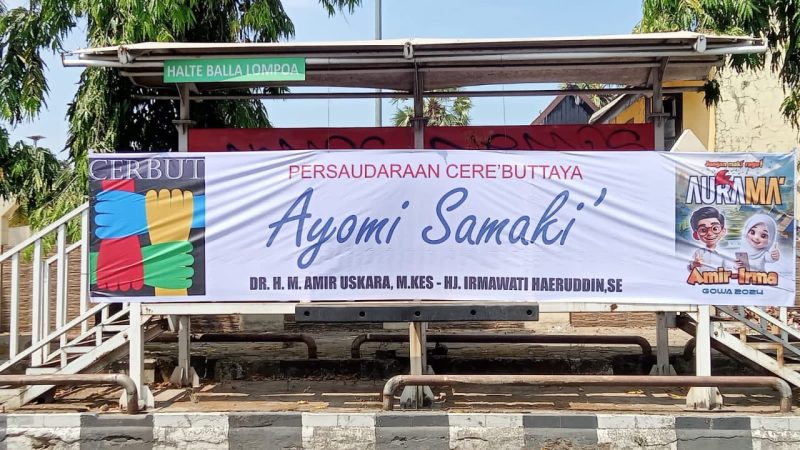 HALTE BALLA LOMPOA
CERBUT
PERSAUDARAAN CERE'BUTTAYA
Ayomi Samaki'
DR. H. M. AMIR USKARA, M.KES - HJ. IRMAWATI HAERUDDIN,SE
AURAMA'
Amir-Irma
GOWA 2024